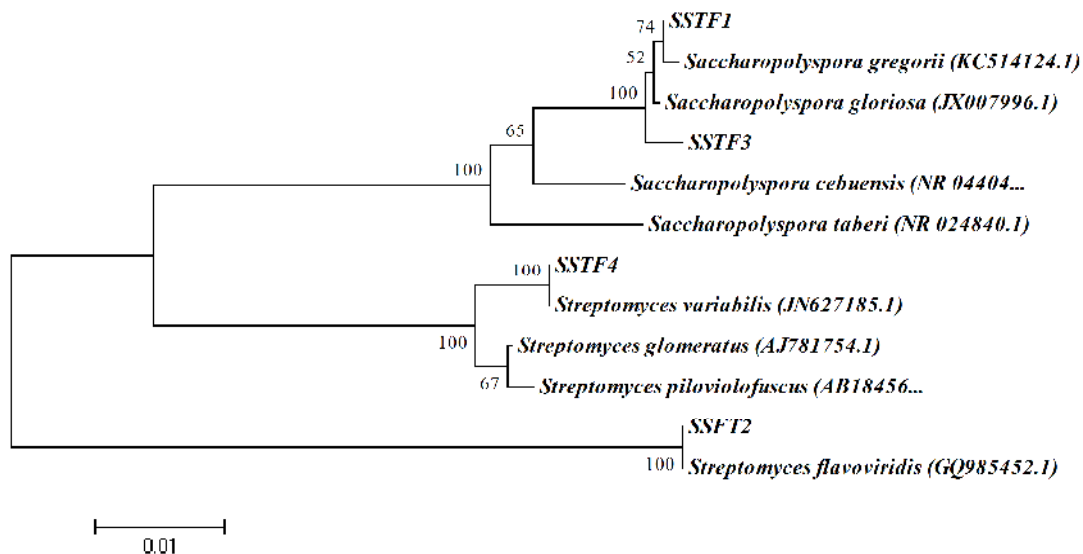 SSTF1
74
Saccharopolyspora gregorii (KC514124.1)
52
Saccharopolyspora gloriosa (JX007996.1)
100
SSTF3
65
100
Saccharopolyspora cebuensis (NR 04404...
Saccharopolyspora taberi (NR 024840.1)
SSTF4
100
Streptomyces variabilis (JN627185.1)
100
Streptomyces glomeratus (AJ781754.1)
67
Streptomyces piloviolofuscus (AB18456...
SSFT2
100
Streptomyces flavoviridis (GQ985452.1)
0.01